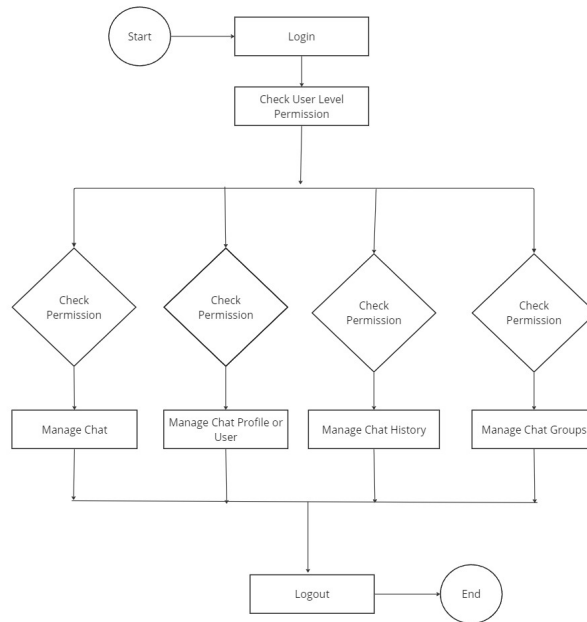 Start
Login
Check User Level
Permission
Check
Permission
Check
Permission
Check
Permission
Check
Permission
Manage Chat
Manage Chat Profile or
User
Manage Chat History
Manage Chat Groups
Logout
End